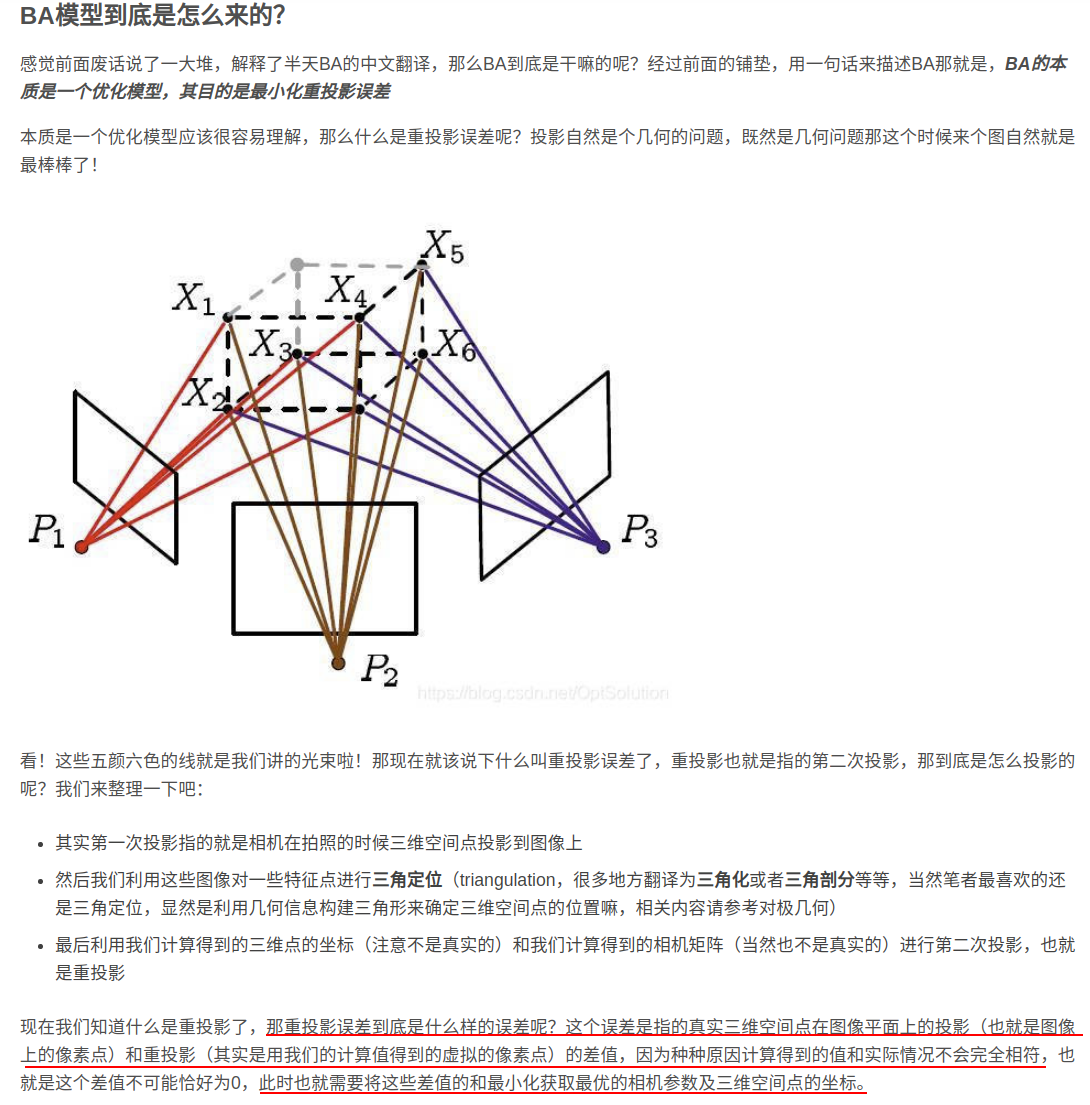 BA模型到底是怎么来的？
感觉前面废话说了一大堆，解释了半天BA的中文翻译，那么BA到底是干嘛的呢？经过前面的铺垫，用一句话来描述BA那就是，BA的本
质是一个优化模型，其目的是最小化重投影误差
本质是一个优化模型应该很容易理解，那么什么是重投影误差呢？投影自然是个几何的问题，既然是几何问题那这个时候来个图自然就是
最棒棒了！
X5
X1
X4
X3
X6
X2
P1
P3
P2
https://blog.csdn.net/OptSolution
看！这些五颜六色的线就是我们讲的光束啦！那现在就该说下什么叫重投影误差了，重投影也就是指的第二次投影，那到底是怎么投影的
呢？我们来整理一下吧：
• 其实第一次投影指的就是相机在拍照的时候三维空间点投影到图像上
• 然后我们利用这些图像对一些特征点进行三角定位（triangulation，很多地方翻译为三角化或者三角剖分等等，当然笔者最喜欢的还
是三角定位，显然是利用几何信息构建三角形来确定三维空间点的位置嘛，相关内容请参考对极几何）
• 最后利用我们计算得到的三维点的坐标（注意不是真实的）和我们计算得到的相机矩阵（当然也不是真实的）进行第二次投影，也就
是重投影
现在我们知道什么是重投影了，那重投影误差到底是什么样的误差呢？这个误差是指的真实三维空间点在图像平面上的投影（也就是图像
上的像素点）和重投影（其实是用我们的计算值得到的虚拟的像素点）的差值，因为种种原因计算得到的值和实际情况不会完全相符，也
就是这个差值不可能恰好为0，此时也就需要将这些差值的和最小化获取最优的相机参数及三维空间点的坐标。